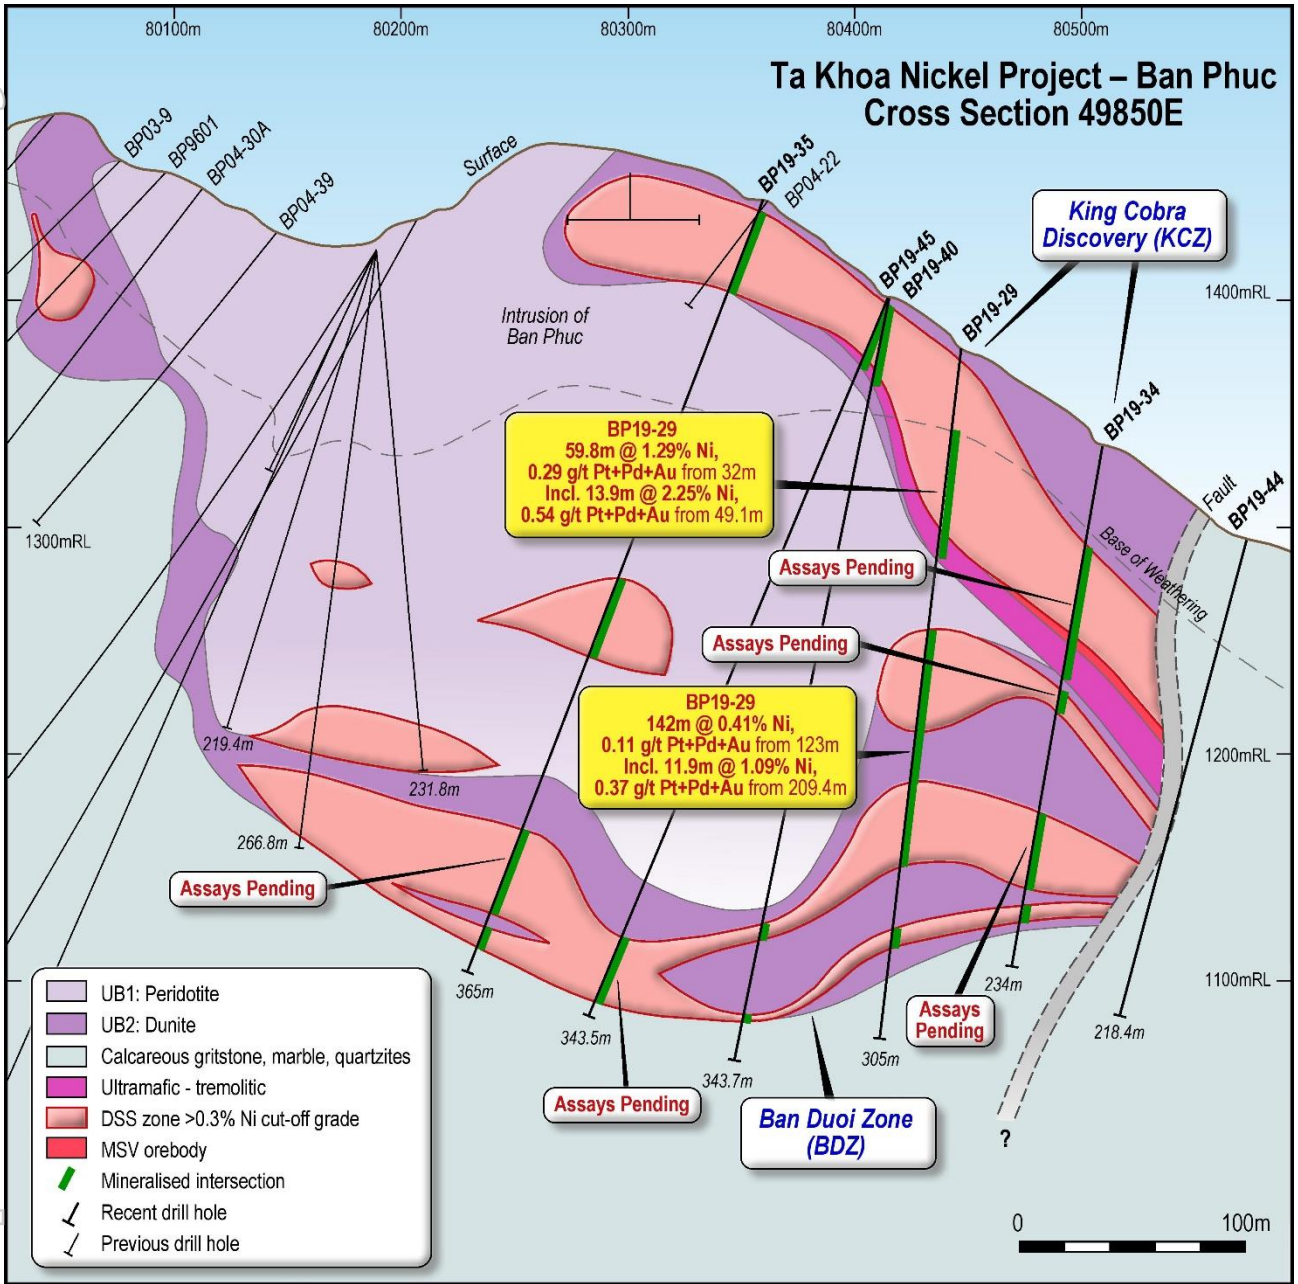 80100m
80200m
80300m
80400m
80500m
Ta Khoa Nickel Project – Ban Phuc
Cross Section 49850E
BP03-9
BP9601
BP04-30A
BP04-39
Surface
BP19-35
BP04-22
King Cobra
Discovery (KCZ)
BP19-45
BP19-40
BP19-29
1400mRL
Intrusion of
Ban Phuc
BP19-34
BP19-29
59.8m @ 1.29% Ni,
0.29 g/t Pt+Pd+Au from 32m
Incl. 13.9m @ 2.25% Ni,
0.54 g/t Pt+Pd+Au from 49.1m
Fault
BP19-44
1300mRL
Base of Weathering
Assays Pending
Assays Pending
BP19-29
142m @ 0.41% Ni,
0.11 g/t Pt+Pd+Au from 123m
Incl. 11.9m @ 1.09% Ni,
0.37 g/t Pt+Pd+Au from 209.4m
219.4m
231.8m
1200mRL
266.8m
Assays Pending
365m
343.5m
343.7m
305m
234m
1100mRL
Assays
Pending
218.4m
Assays Pending
Ban Duoi Zone
(BDZ)
?
UB1: Peridotite
UB2: Dunite
Calcareous gritstone, marble, quartzites
Ultramafic - tremolitic
DSS zone >0.3% Ni cut-off grade
MSV orebody
Mineralised intersection
Recent drill hole
Previous drill hole
0
100m